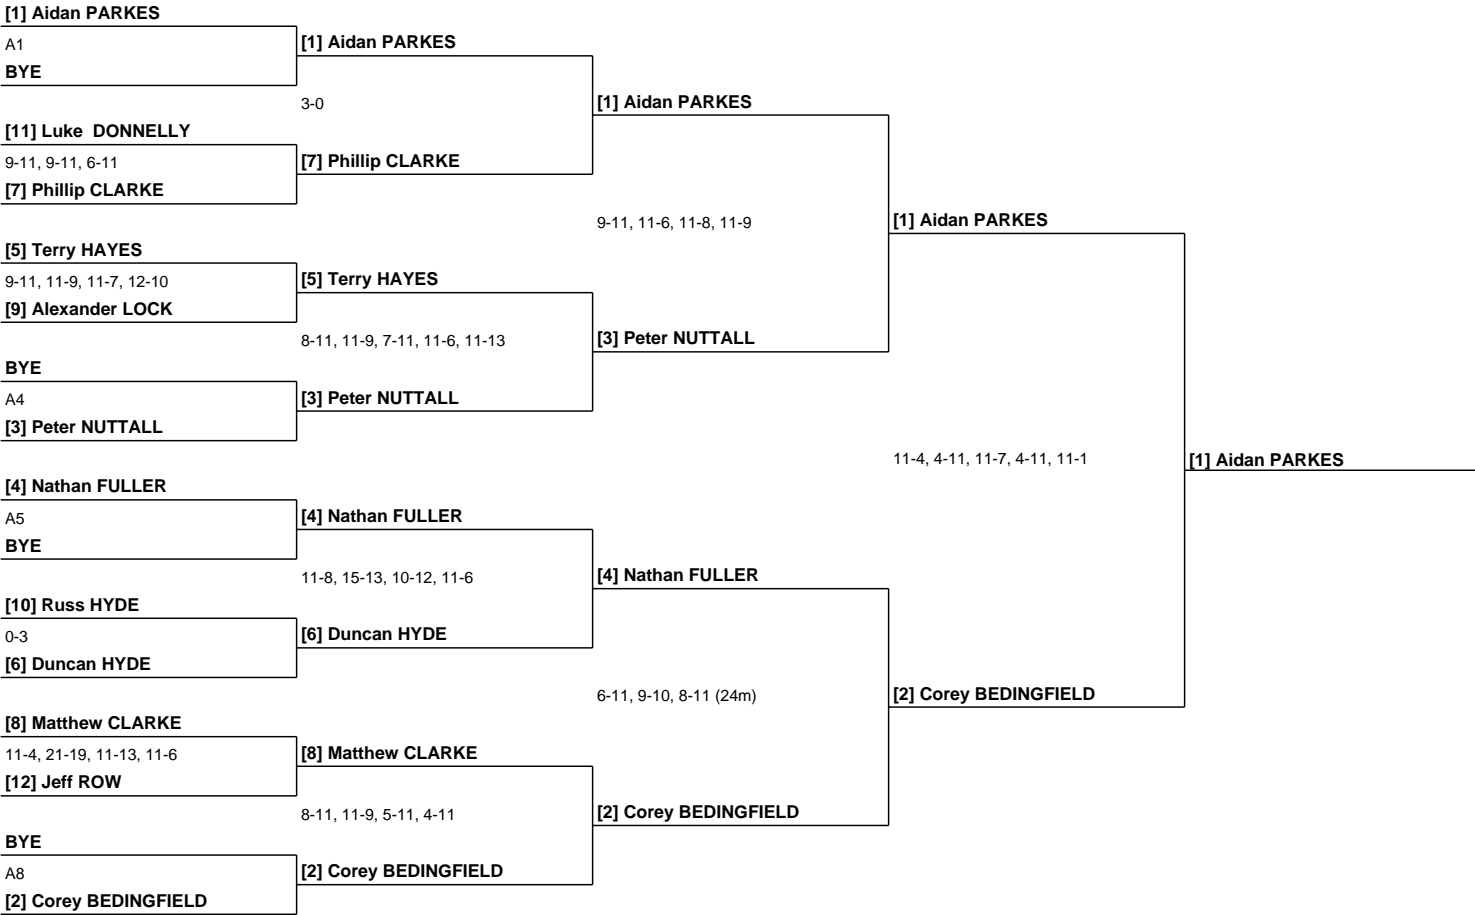 [1] Aidan PARKES
A1
BYE
[11] Luke  DONNELLY
9-11, 9-11, 6-11
[7] Phillip CLARKE
[5] Terry HAYES
9-11, 11-9, 11-7, 12-10
[9] Alexander LOCK
BYE
A4
[3] Peter NUTTALL
[4] Nathan FULLER
A5
BYE
[10] Russ HYDE
0-3
[6] Duncan HYDE
[8] Matthew CLARKE
11-4, 21-19, 11-13, 11-6
[12] Jeff ROW
BYE
A8
[2] Corey BEDINGFIELD
[1] Aidan PARKES
3-0
[7] Phillip CLARKE
[5] Terry HAYES
8-11, 11-9, 7-11, 11-6, 11-13
[3] Peter NUTTALL
[4] Nathan FULLER
11-8, 15-13, 10-12, 11-6
[6] Duncan HYDE
[8] Matthew CLARKE
8-11, 11-9, 5-11, 4-11
[2] Corey BEDINGFIELD
[1] Aidan PARKES
9-11, 11-6, 11-8, 11-9
[3] Peter NUTTALL
[4] Nathan FULLER
6-11, 9-10, 8-11 (24m)
[2] Corey BEDINGFIELD
[1] Aidan PARKES
11-4, 4-11, 11-7, 4-11, 11-1
[2] Corey BEDINGFIELD
[1] Aidan PARKES